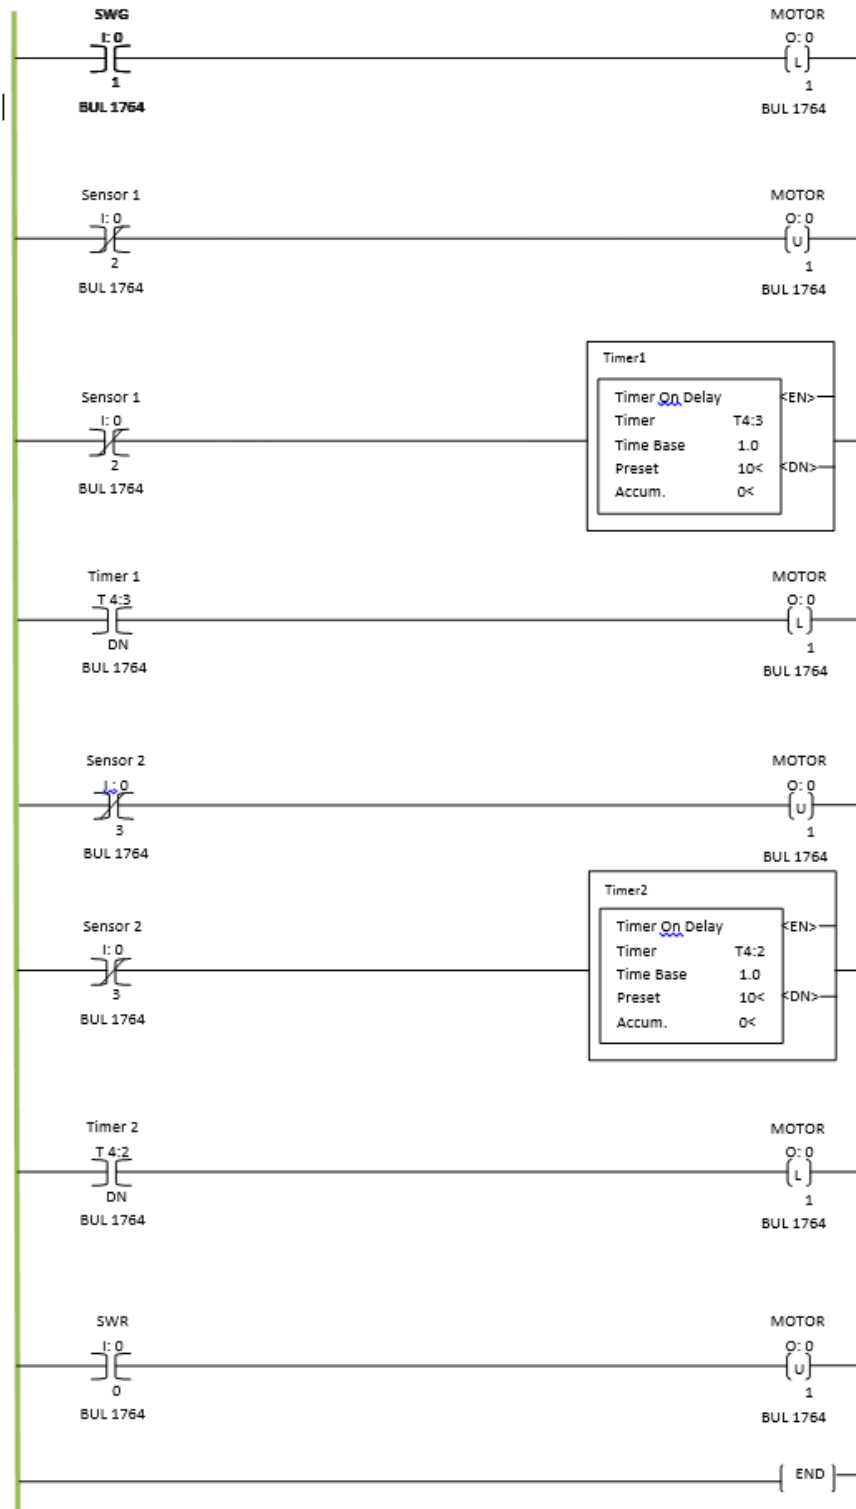 SWG MOTOR
I: 0 O: 0
L
1 1
BUL 1764 BUL 1764
Sensor 1 MOTOR
I: 0 O: 0
U
2 1
BUL 1764 BUL 1764
Timer1
Sensor 1 Timer On Delay <EN>
I: 0 Timer T4:3
Time Base 1.0
2 Preset 10< <DN>
BUL 1764 Accum. 0<
Timer 1 MOTOR
T 4:3 O: 0
L
DN 1
BUL 1764 BUL 1764
Sensor 2 MOTOR
I: 0 O: 0
U
3 1
BUL 1764 BUL 1764
Timer2
Sensor 2 Timer On Delay <EN>
I: 0 Timer T4:2
Time Base 1.0
3 Preset 10< <DN>
BUL 1764 Accum. 0<
Timer 2 MOTOR
T 4:2 O: 0
L
DN 1
BUL 1764 BUL 1764
SWR MOTOR
I: 0 O: 0
U
0 1
BUL 1764 BUL 1764
END